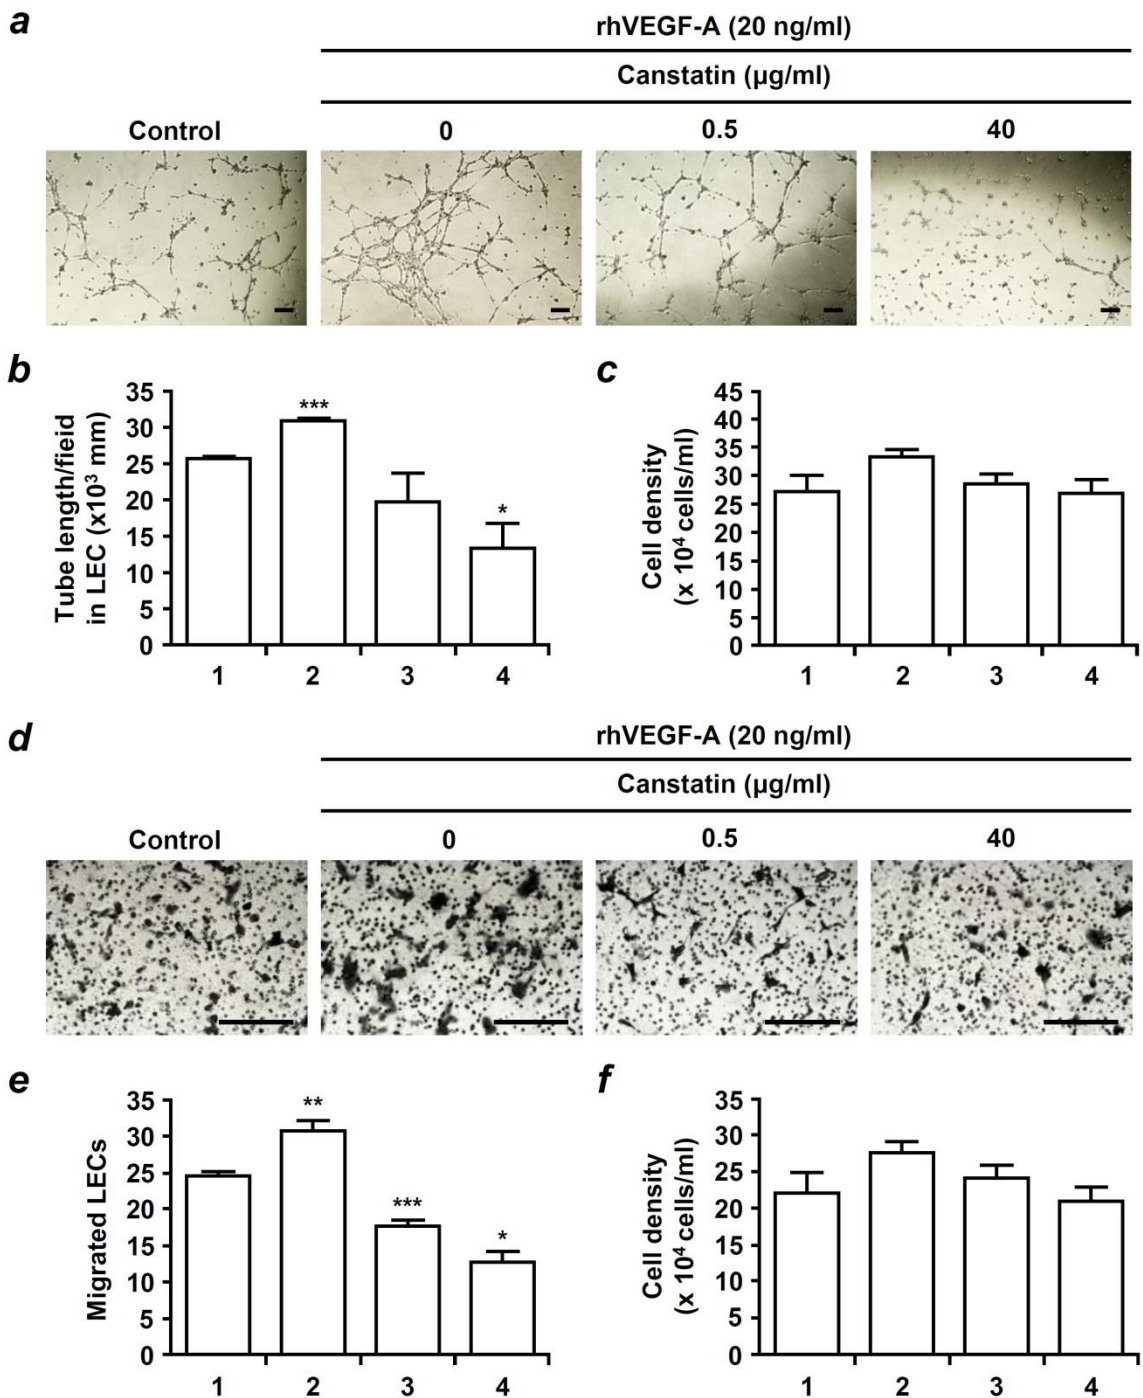 a
rhVEGF-A (20 ng/ml)
Canstatin (µg/ml)
Control 0 0.5 40
b
35
30
25
20
15
10
5
0
Tube length/fieid
in LEC (x10³ mm)
***
*
1 2 3 4
c
45
40
35
30
25
20
15
10
5
0
Cell density
(x 10⁴ cells/ml)
1 2 3 4
d
rhVEGF-A (20 ng/ml)
Canstatin (µg/ml)
Control 0 0.5 40
e
35
30
25
20
15
10
5
0
Migrated LECs
**
***
*
1 2 3 4
f
35
30
25
20
15
10
5
0
Cell density
(x 10⁴ cells/ml)
1 2 3 4